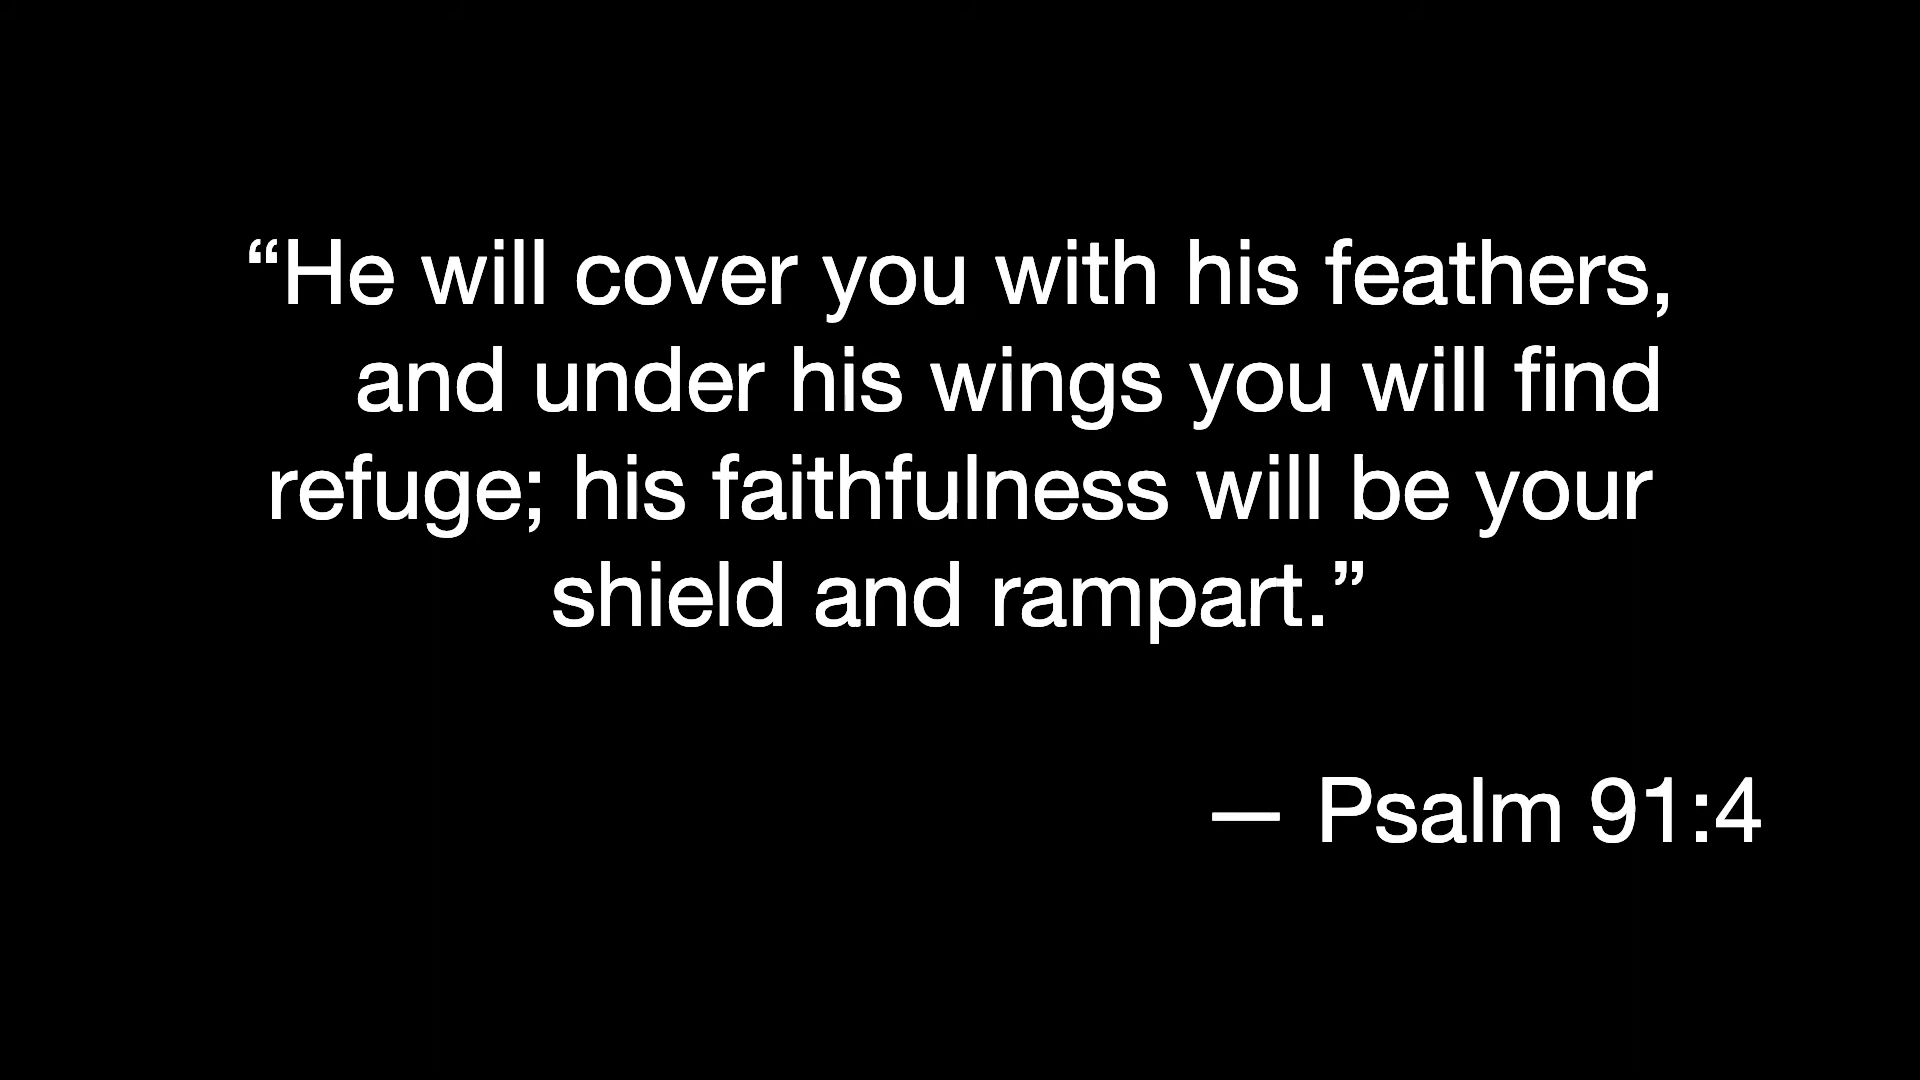 “He will cover you with his feathers,
and under his wings you will find
refuge; his faithfulness will be your
shield and rampart.”
— Psalm 91:4